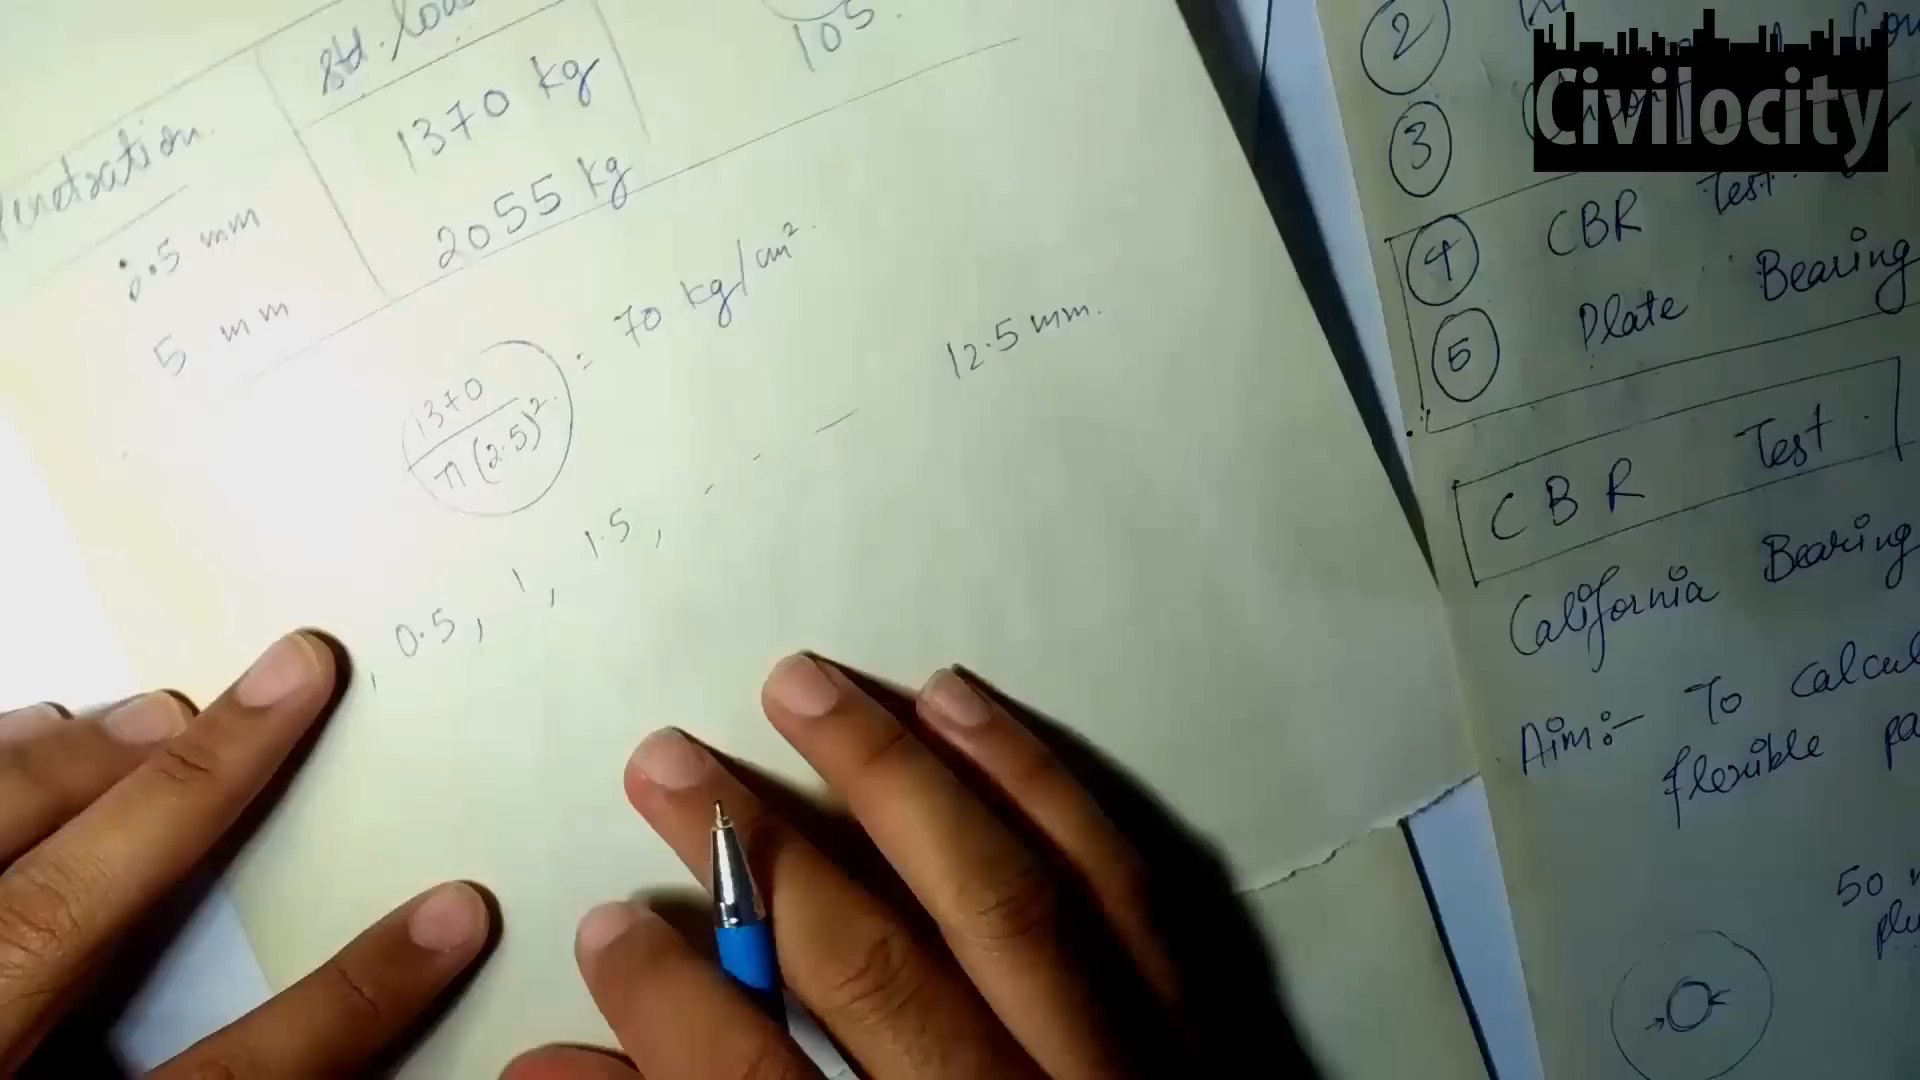 Penetration
Std. load
2.5 mm
1370 kg
5 mm
2055 kg
105.
1370
π (2.5)²
= 70 kg/cm².
, 0.5, 1, 1.5, - - —
12.5 mm.
2
3
4 CBR Test.
5 Plate Bearing
CBR Test.
California Bearing
Aim:- To calcul
flexible pa
50
Civilocity